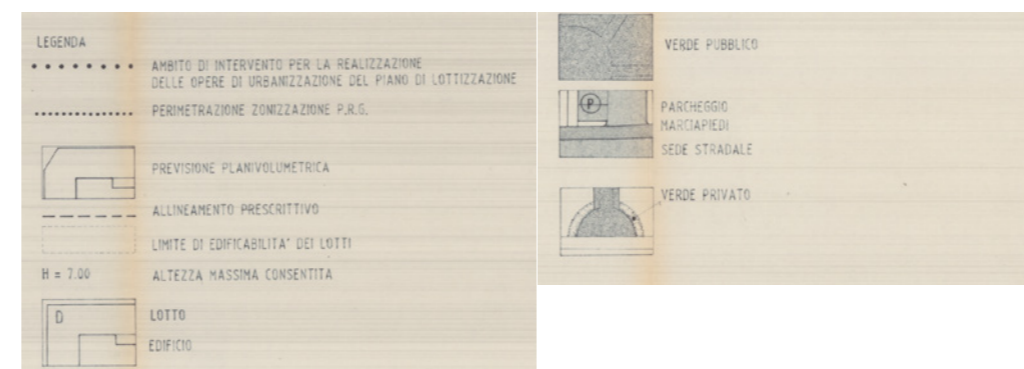 LEGENDA
AMBITO DI INTERVENTO PER LA REALIZZAZIONE
DELLE OPERE DI URBANIZZAZIONE DEL PIANO DI LOTTIZZAZIONE
PERIMETRAZIONE ZONIZZAZIONE P.R.G.
PREVISIONE PLANIVOLUMETRICA
ALLINEAMENTO PRESCRITTIVO
LIMITE DI EDIFICABILITA' DEI LOTTI
H = 7.00 ALTEZZA MASSIMA CONSENTITA
D LOTTO
EDIFICIO
VERDE PUBBLICO
P PARCHEGGIO
MARCIAPIEDI
SEDE STRADALE
VERDE PRIVATO